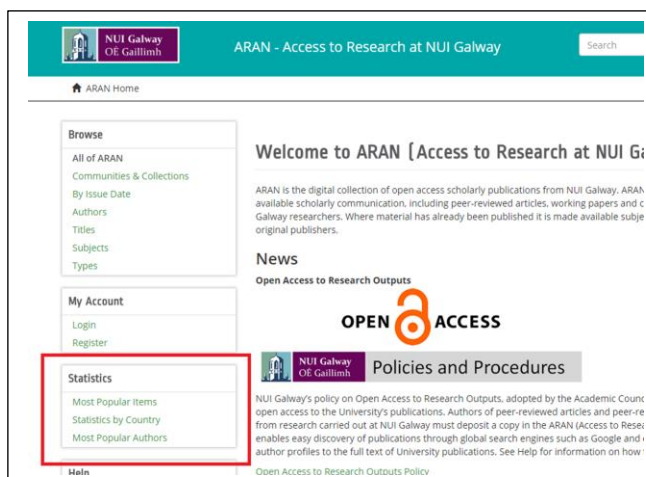 NUI Galway
OÉ Gaillimh
ARAN - Access to Research at NUI Galway
Search
ARAN Home
Browse
All of ARAN
Communities & Collections
By Issue Date
Authors
Titles
Subjects
Types
My Account
Login
Register
Statistics
Most Popular Items
Statistics by Country
Most Popular Authors
Help
Welcome to ARAN (Access to Research at NUI
ARAN is the digital collection of open access scholarly publications from NUI Galway. ARAN
available scholarly communication, including peer-reviewed articles, working papers and
Galway researchers. Where material has already been published it is made available
original publishers.
News
Open Access to Research Outputs
OPEN ACCESS
NUI Galway
OÉ Gaillimh
Policies and Procedures
NUI Galway's policy on Open Access to Research Outputs, adopted by the Academic
open access to the University's publications. Authors of peer-reviewed articles and
from research carried out at NUI Galway must deposit a copy in the ARAN (Access to
enables easy discovery of publications through global search engines such as Google and
author profiles to the full text of University publications. See Help for information on how
Open Access to Research Outputs Policy